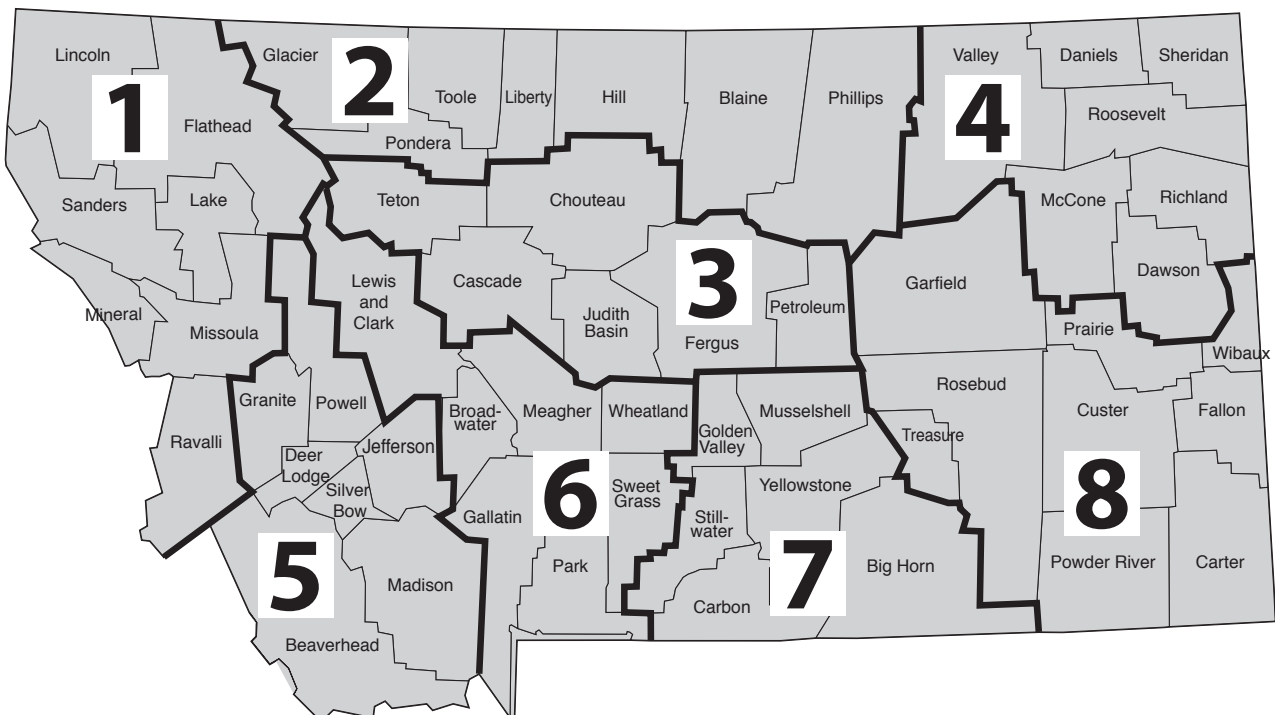 Lincoln
1
Flathead
Sanders
Lake
Mineral
Missoula
Ravalli
Glacier
2
Toole
Liberty
Hill
Blaine
Phillips
Pondera
Teton
Chouteau
Cascade
Judith
Basin
3
Fergus
Petroleum
Valley
Daniels
Sheridan
4
Roosevelt
McCone
Richland
Dawson
Granite
Powell
Deer
Lodge
Silver
Bow
Jefferson
5
Madison
Beaverhead
Lewis
and
Clark
Broad-
water
Meagher
Wheatland
6
Gallatin
Park
Sweet
Grass
Golden
Valley
Musselshell
Yellowstone
Still-
water
7
Carbon
Big Horn
Garfield
Prairie
Wibaux
Rosebud
Treasure
Custer
Fallon
8
Powder River
Carter